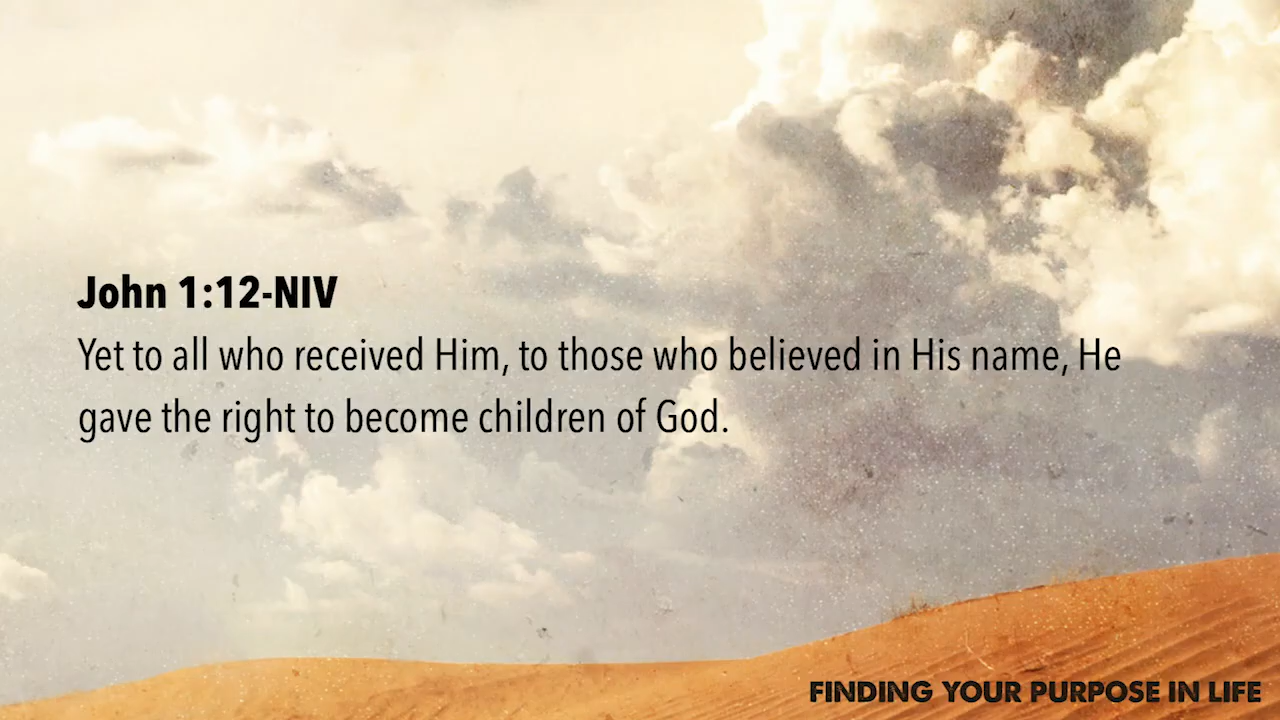 John 1:12-NIV
Yet to all who received Him, to those who believed in His name, He
gave the right to become children of God.
FINDING YOUR PURPOSE IN LIFE